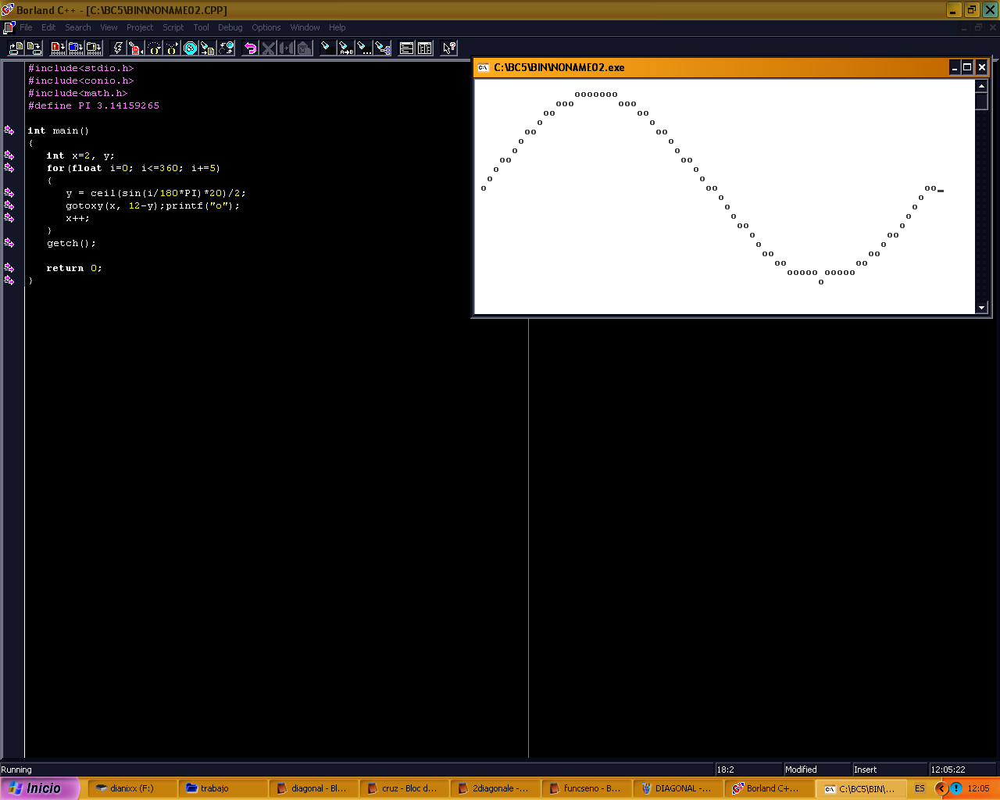 Borland C++ - [C:\BC5\BIN\NONAME02.CPP]
File Edit Search View Project Script Tool Debug Options Window Help
#include<stdio.h>
#include<conio.h>
#include<math.h>
#define PI 3.14159265
int main()
{
int x=2, y;
for(float i=0; i<=360; i+=5)
{
y = ceil(sin(i/180*PI)*20)/2;
gotoxy(x, 12-y);printf("o");
x++;
}
getch();
return 0;
}
C:\BC5\BIN\NONAME02.exe
ooooooo
ooo ooo
oo oo
o o
oo oo
o o
o o
oo oo
o o
o o
o oo oo_
o o
o o
o o
oo o
o oo
o o
oo oo
oo oo
ooooo ooooo
o
Running 18:2 Modified Insert 12:05:22
Inicio dianixx (F:) trabajo diagonal - Bl... cruz - Bloc d... 2diagonale -... funcseno - B... DIAGONAL -... Borland C+... C:\BC5\BIN\... ES 12:05